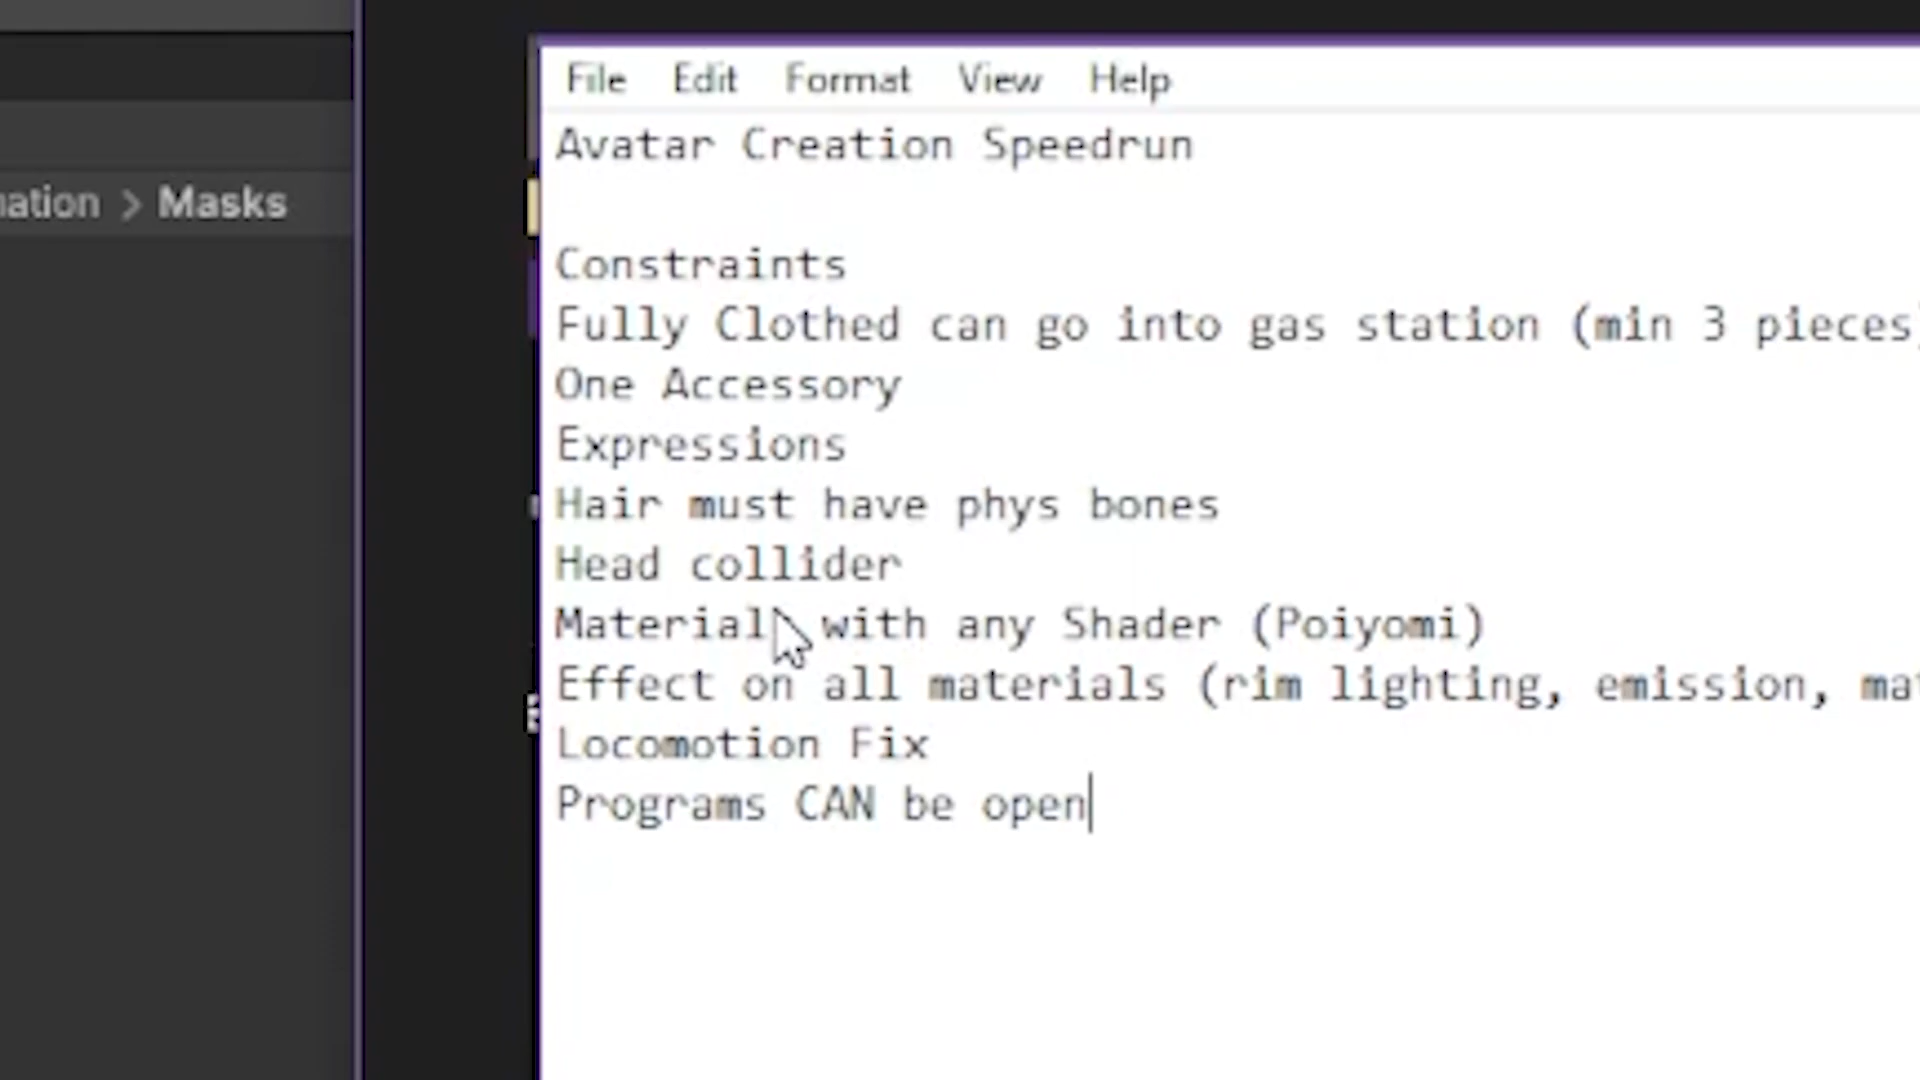 File Edit Format View Help
Avatar Creation Speedrun
> Masks
Constraints
Fully Clothed can go into gas station (min 3 pieces)
One Accessory
Expressions
Hair must have phys bones
Head collider
Material with any Shader (Poiyomi)
Effect on all materials (rim lighting, emission,
Locomotion Fix
Programs CAN be open